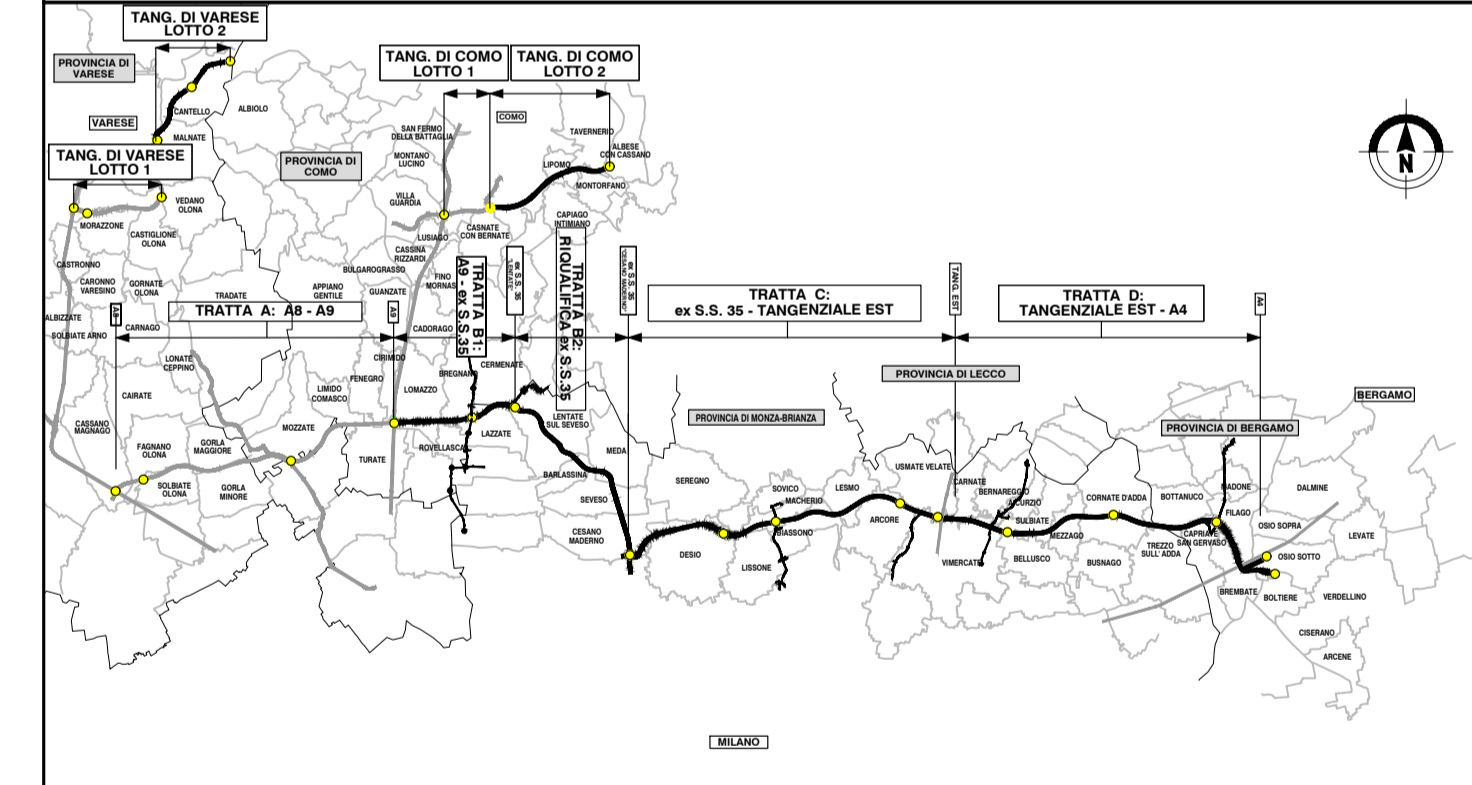 TANG. DI VARESE
LOTTO 2
PROVINCIA DI
VARESE
CANTELLO
ALBIOLO
VARESE
MALNATE
TANG. DI VARESE
LOTTO 1
VEDANO
OLONA
MORAZZONE
CASTIGLIONE
OLONA
PROVINCIA DI
COMO
TANG. DI COMO
LOTTO 1
TANG. DI COMO
LOTTO 2
COMO
SAN FERMO
DELLA BATTAGLIA
MONTANO
LUCINO
VILLA
GUARDIA
TAVERNERIO
ALBESE
CON CASSANO
LIPOMO
MONTORFANO
CAPIAGO
INTIMIANO
LUSIAGO
CASNATE
CON BERNATE
CASSINA
RIZZARDI
BULGAROGRASSO
FINO
MORNAS
GUANZATE
APPIANO
GENTILE
CASTRONNO
CARONNO
VARESINO
GORNATE
OLONA
TRADATE
ALBIZZATE
SOLBIATE ARNO
CARNAGO
A8
TRATTA A: A8 - A9
A9
CADORAGO
TRATTA B1:
A9 - ex S.S.35
ex S.S. 35
"LENTATE"
TRATTA B2:
RIQUALIFICA ex S.S.35
ex S.S. 35
"CESANO MADERNO"
TRATTA C:
ex S.S. 35 - TANGENZIALE EST
TANG. EST
TRATTA D:
TANGENZIALE EST - A4
A4
LONATE
CEPPINO
CIRIMIDO
FENEGRO
BREGNANO
CERMENATE
LIMIDO
COMASCO
LOMAZZO
CAIRATE
CASSANO
MAGNAGO
FAGNANO
OLONA
GORLA
MAGGIORE
MOZZATE
ROVELLASCA
LAZZATE
LENTATE
SUL SEVESO
TURATE
SOLBIATE
OLONA
GORLA
MINORE
BARLASSINA
MEDA
SEVESO
CESANO
MADERNO
PROVINCIA DI MONZA-BRIANZA
PROVINCIA DI LECCO
PROVINCIA DI BERGAMO
BERGAMO
SEREGNO
SOVICO
MACHERIO
LESMO
USMATE VELATE
CARNATE
BERNAREGGIO
AICURZIO
SULBIATE
CORNATE D'ADDA
BOTTANUCO
MADONE
DALMINE
FILAGO
OSIO SOPRA
DESIO
BIASSONO
LISSONE
ARCORE
VIMERCATE
BELLUSCO
MEZZAGO
BUSNAGO
TREZZO
SULL' ADDA
CAPRIATE
SAN GERVASO
LEVATE
OSIO SOTTO
BREMBATE
BOLTIERE
VERDELLINO
CISERANO
ARCENE
MILANO
N